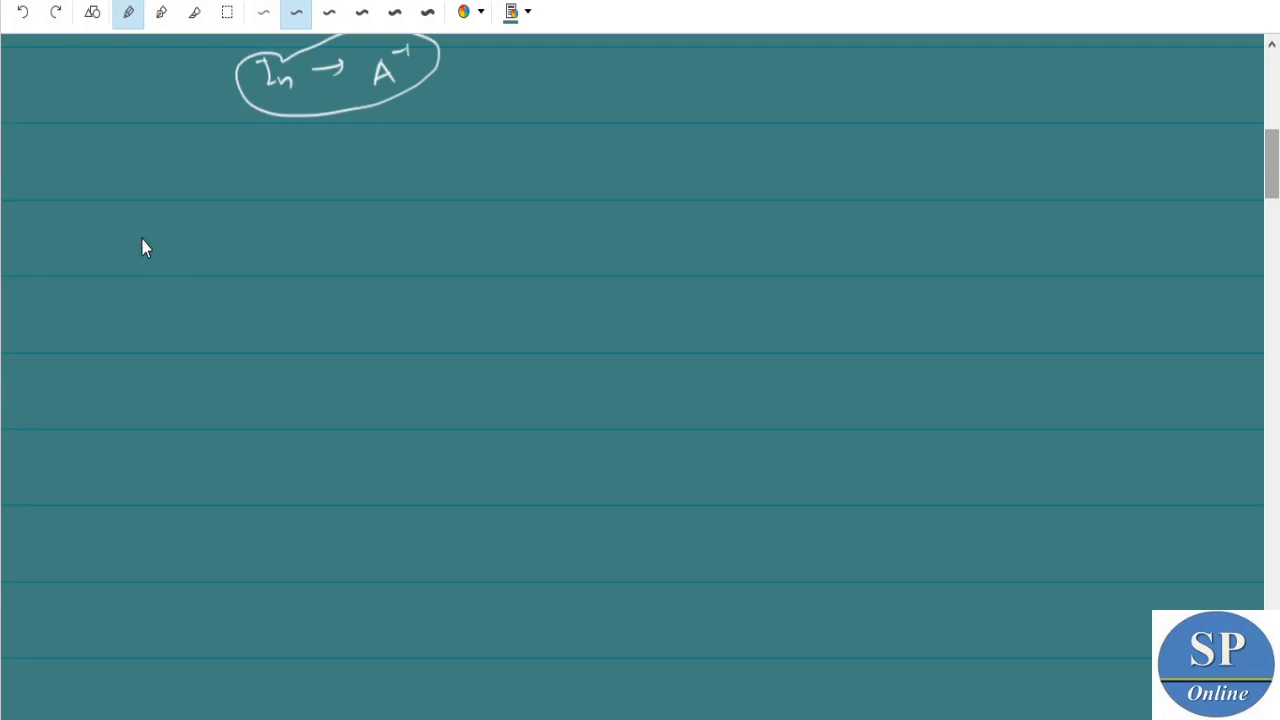 Iₙ → A⁻¹
SP
Online